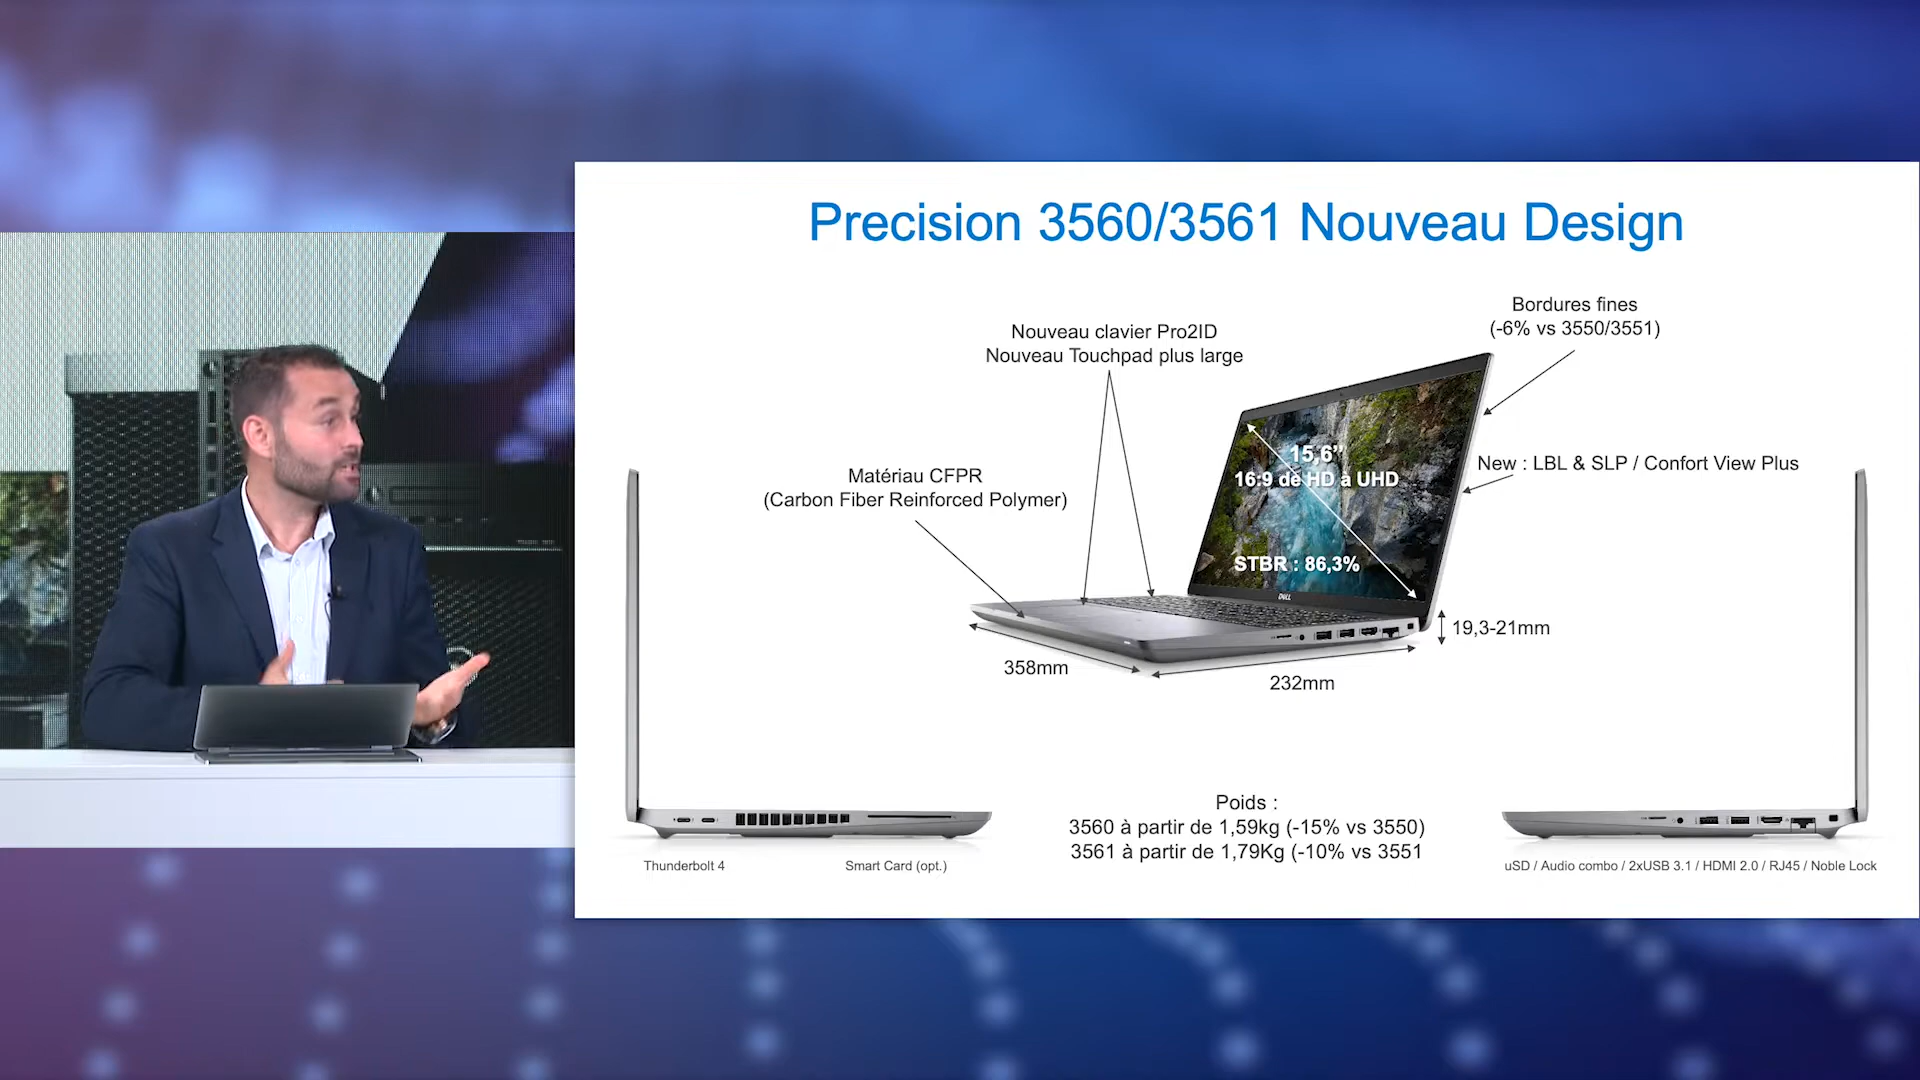 Precision 3560/3561 Nouveau Design
Bordures fines
(-6% vs 3550/3551)
Nouveau clavier Pro2ID
Nouveau Touchpad plus large
New : LBL & SLP / Confort View Plus
Matériau CFPR
(Carbon Fiber Reinforced Polymer)
15,6’’
16:9 de HD à UHD
STBR : 86,3%
DELL
19,3-21mm
358mm
232mm
Poids :
3560 à partir de 1,59kg (-15% vs 3550)
3561 à partir de 1,79Kg (-10% vs 3551
Thunderbolt 4
Smart Card (opt.)
uSD / Audio combo / 2xUSB 3.1 / HDMI 2.0 / RJ45 / Noble Lock